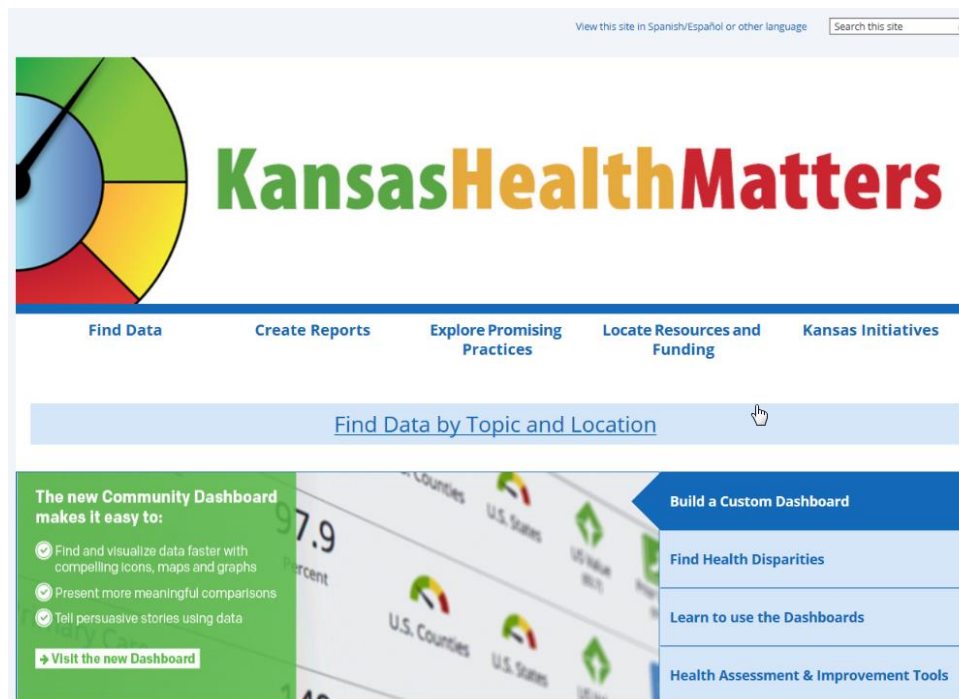 View this site in Spanish/Español or other language
Search this site
KansasHealthMatters
Find Data
Create Reports
Explore Promising
Practices
Locate Resources and
Funding
Kansas Initiatives
Find Data by Topic and Location
The new Community Dashboard
makes it easy to:
Find and visualize data faster with
compelling icons, maps and graphs
Present more meaningful comparisons
Tell persuasive stories using data
Visit the new Dashboard
97.9
Percent
U.S. Counties
U.S. States
U.S. Counties
U.S. States
Build a Custom Dashboard
Find Health Disparities
Learn to use the Dashboards
Health Assessment & Improvement Tools